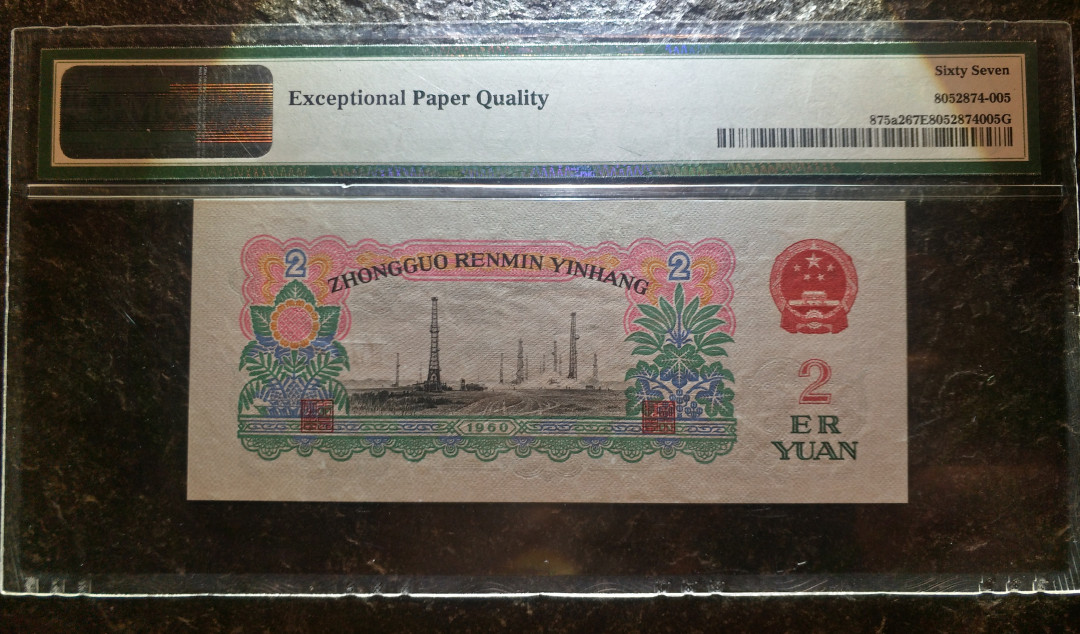 Sixty Seven
Exceptional Paper Quality
8052874-005
875a267E8052874005G
2
ZHONGGUO RENMIN YINHANG
2
1960
2
ER
YUAN